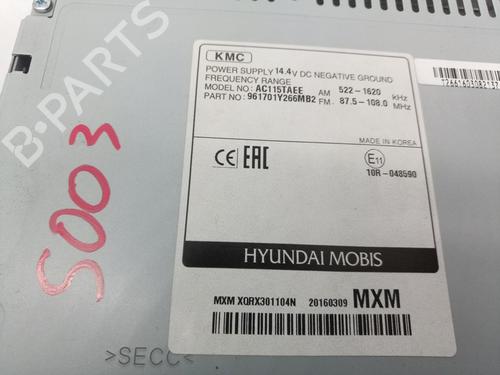 KMC
POWER SUPPLY 14.4V DC NEGATIVE GROUND
FREQUENCY RANGE
MODEL NO: AC115TAEE AM 522-1620 kHz
PART NO: 961701Y266MB2 FM 87.5-108.0 MHz
T2661603082137
MADE IN KOREA
CE EAC E11
10R-048590
HYUNDAI MOBIS
MXM XQRX301104N 20160309 MXM
S003
>SECC<